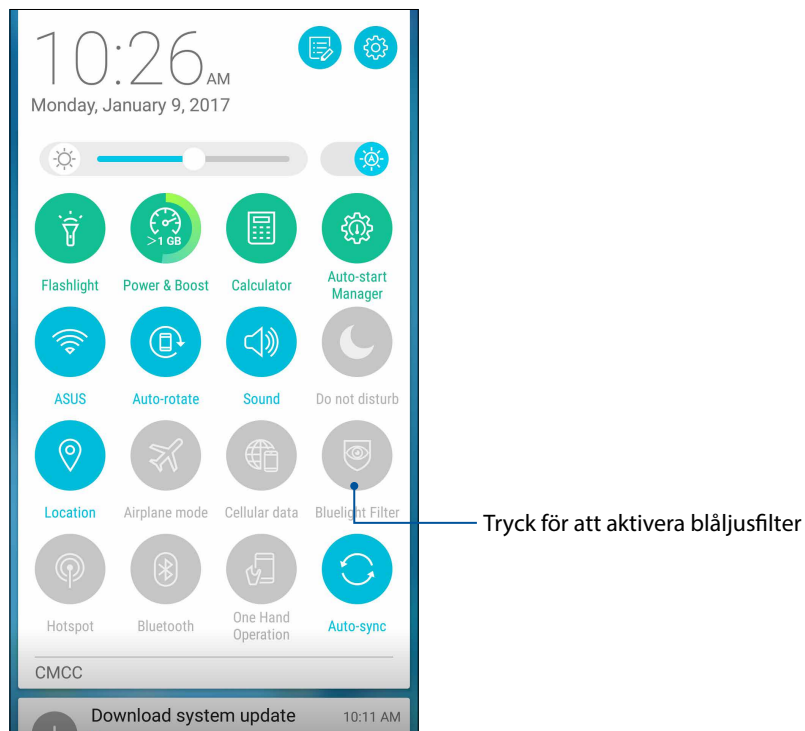 10:26 AM
Monday, January 9, 2017
A
>1 GB
Flashlight
Power & Boost
Calculator
Auto-start
Manager
ASUS
Auto-rotate
Sound
Do not disturb
Location
Airplane mode
Cellular data
Bluelight Filter
Tryck för att aktivera blåljusfilter
Hotspot
Bluetooth
One Hand
Operation
Auto-sync
CMCC
Download system update
10:11 AM